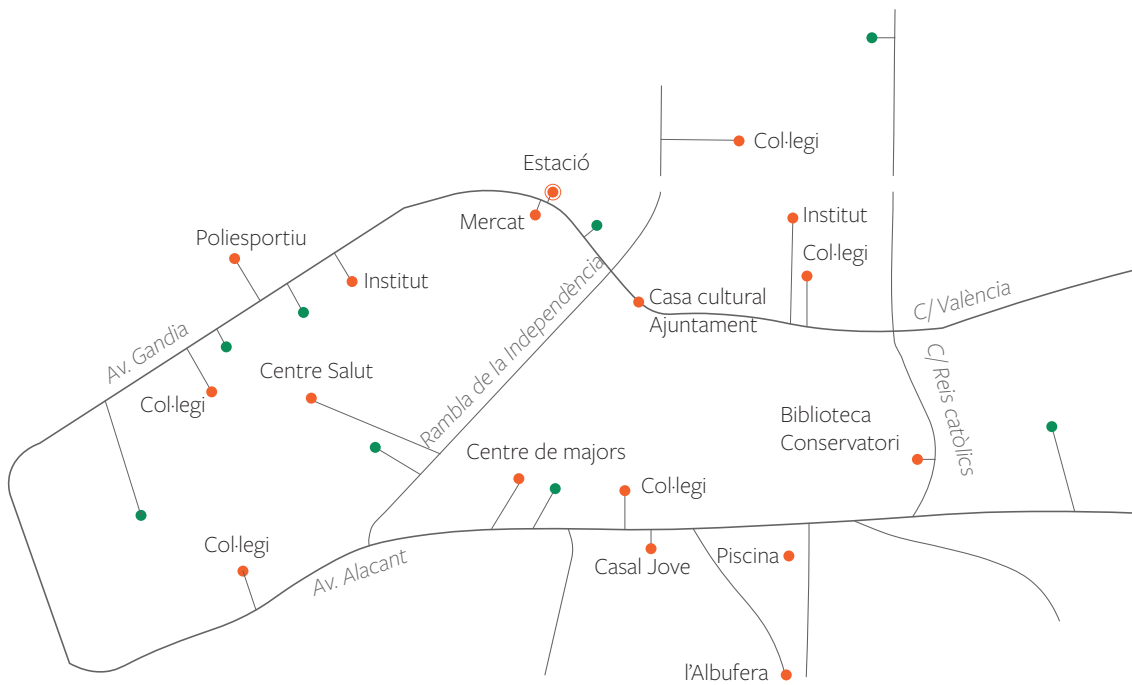 Col·legi
Estació
Mercat
Institut
Poliesportiu
Institut
Col·legi
Casa cultural
Ajuntament
C/ València
Rambla de la Independència
Av. Gandia
Centre Salut
Col·legi
C/ Reis catòlics
Biblioteca
Conservatori
Centre de majors
Col·legi
Col·legi
Av. Alacant
Casal Jove
Piscina
l'Albufera